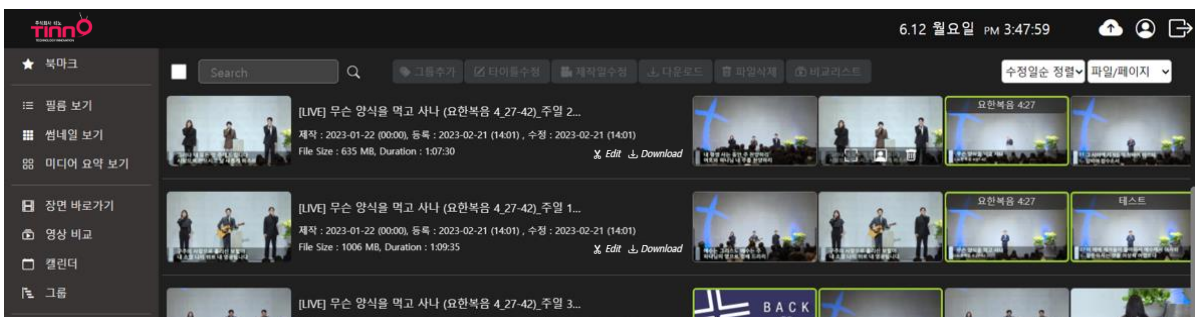 주식회사 티노
Tinno
6.12 월요일 PM 3:47:59
북마크
필름 보기
썸네일 보기
미디어 요약 보기
장면 바로가기
영상 비교
캘린더
그룹
Search
그룹추가
타이틀수정
제작일수정
다운로드
파일삭제
비교리스트
수정일순 정렬
파일/페이지
[LIVE] 무슨 양식을 먹고 사나 (요한복음 4_27-42)_주일 2...
제작 : 2023-01-22 (00:00), 등록 : 2023-02-21 (14:01) , 수정 : 2023-02-21 (14:01)
File Size : 635 MB, Duration : 1:07:30
Edit Download
요한복음 4:27
[LIVE] 무슨 양식을 먹고 사나 (요한복음 4_27-42)_주일 1...
제작 : 2023-01-22 (00:00), 등록 : 2023-02-21 (14:01) , 수정 : 2023-02-21 (14:01)
File Size : 1006 MB, Duration : 1:09:35
Edit Download
요한복음 4:27
테스트
[LIVE] 무슨 양식을 먹고 사나 (요한복음 4_27-42)_주일 3...
BACK